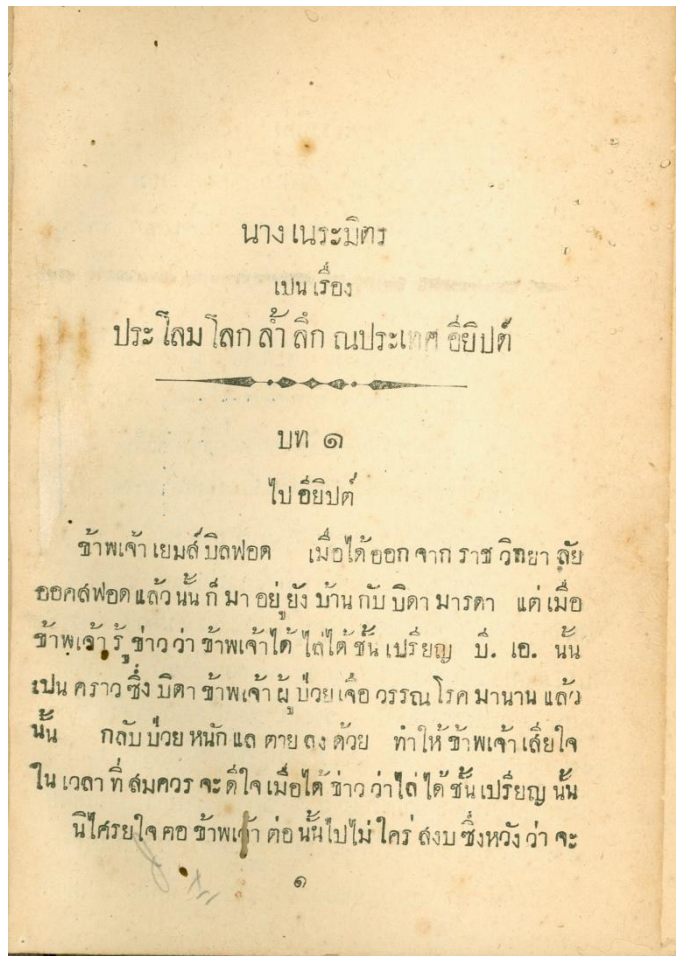 นางเนระมิตร
เปนเรื่อง
ประโลมโลกล้ำลึก ณประเทศอียิปต์
บท ๑
ไปอียิปต์
ข้าพเจ้าเยมส์บิลฟอด เมื่อได้ออกจากราชวิทยาลัย
ออคสฟอดแล้วนั้นก็มาอยู่ยังบ้านกับบิดามารดา แต่เมื่อ
ข้าพเจ้ารู้ข่าวว่าข้าพเจ้าได้ไล่ได้ชั้นเปรียญ บี. เอ. นั้น
เปนคราวซึ่งบิดาข้าพเจ้าผู้ป่วยเจือวรรณโรคมานานแล้ว
นั้น กลับป่วยหนักแลตายลงด้วย ทำให้ข้าพเจ้าเสียใจ
ในเวลาที่สมควรจะดีใจเมื่อได้ข่าวว่าไล่ได้ชั้นเปรียญนั้น
นิไศรยใจคอข้าพเจ้าต่อนั้นไปไม่ใคร่สงบซึ่งหวังว่าจะ
๑